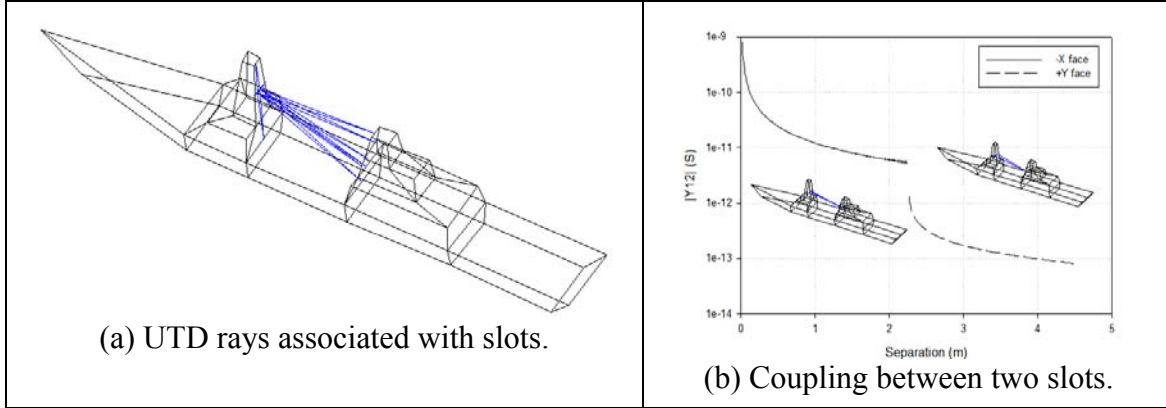 (a) UTD rays associated with slots.
1e-9
1e-10
1e-11
1e-12
1e-13
1e-14
|Y12| (S)
-X face
+Y face
0
1
2
3
4
5
Separation (m)
(b) Coupling between two slots.